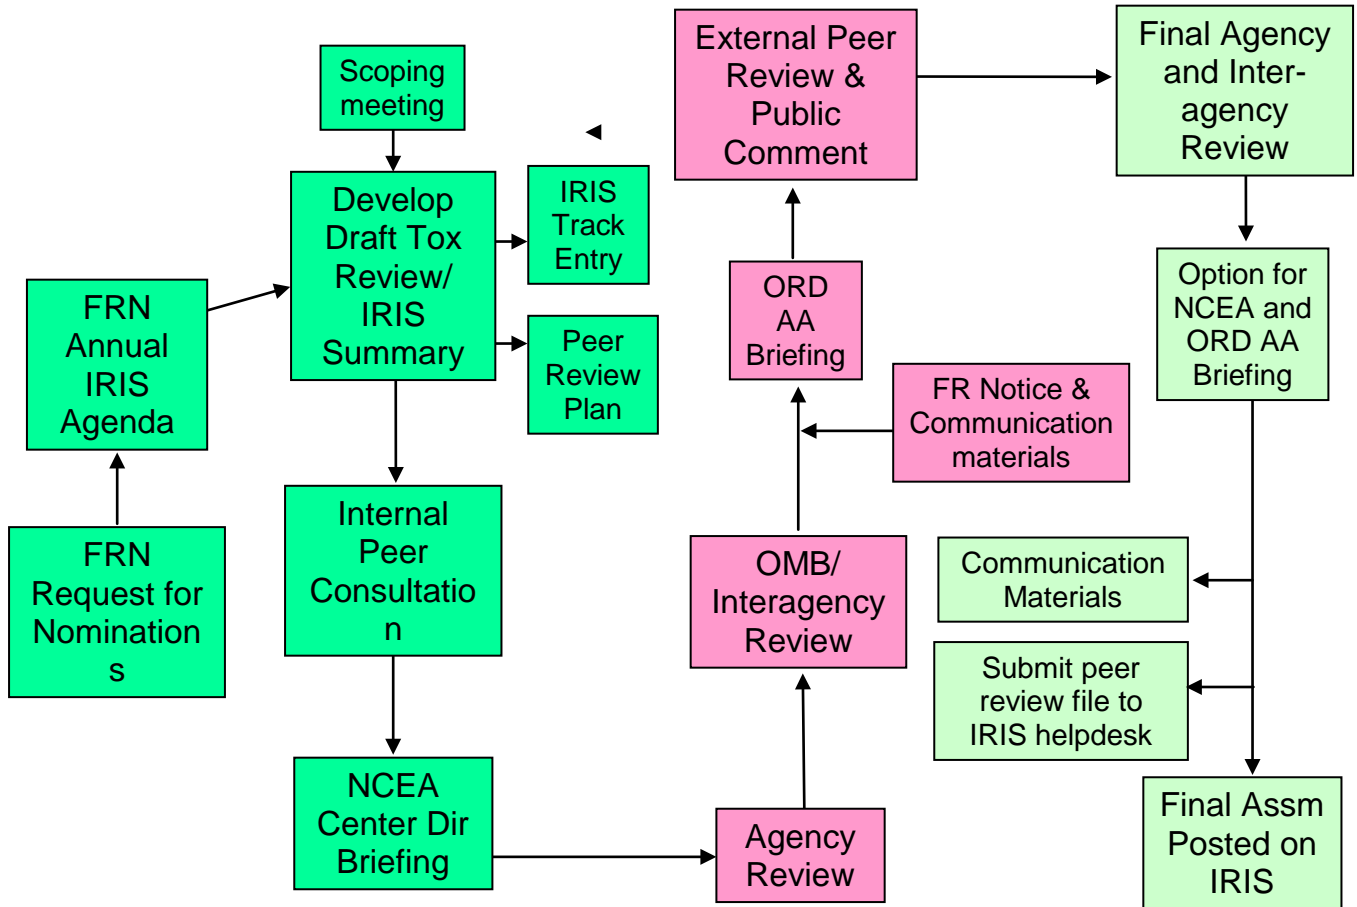 Scoping
meeting
Develop
Draft Tox
Review/
IRIS
Summary
IRIS
Track
Entry
Peer
Review
Plan
FRN
Annual
IRIS
Agenda
FRN
Request for
Nomination
s
Internal
Peer
Consultatio
n
NCEA
Center Dir
Briefing
External Peer
Review &
Public
Comment
ORD
AA
Briefing
FR Notice &
Communication
materials
OMB/
Interagency
Review
Agency
Review
Final Agency
and Inter-
agency
Review
Option for
NCEA and
ORD AA
Briefing
Communication
Materials
Submit peer
review file to
IRIS helpdesk
Final Assm
Posted on
IRIS